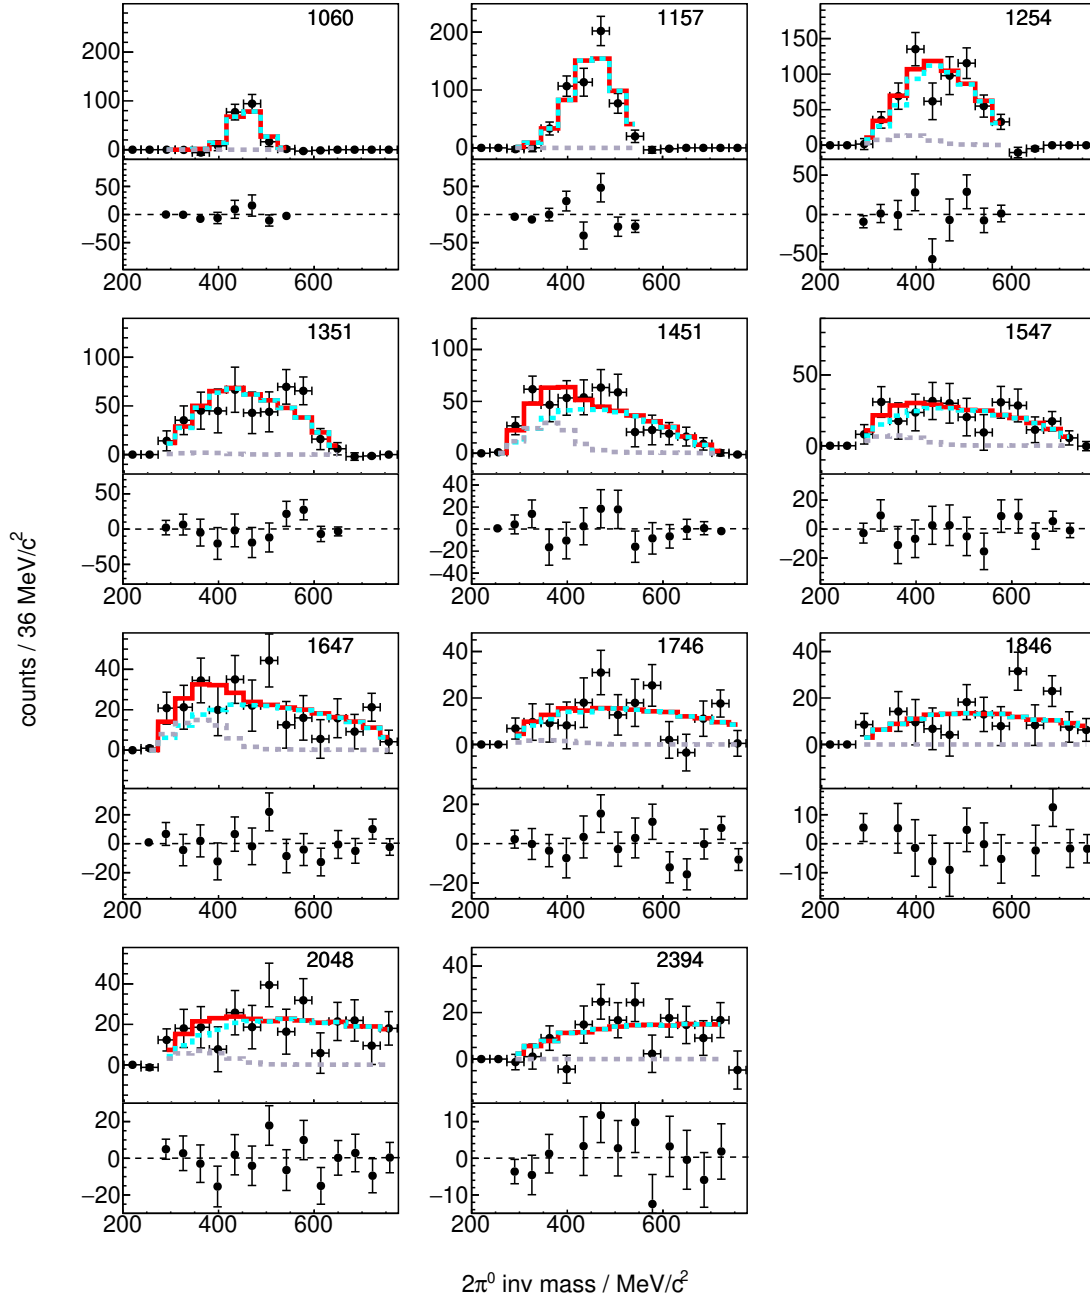 1060 1157 1254
200 100 0 50 0 −50 200 400 600
200 100 0 50 0 −50 200 400 600
150 100 50 0 50 0 −50 200 400 600
1351 1451 1547
100 50 0 50 0 −50 200 400 600
100 50 0 40 20 0 −20 −40 200 400 600
50 0 20 0 −20 200 400 600
1647 1746 1846
40 20 0 20 0 −20 200 400 600
40 20 0 20 0 −20 200 400 600
40 20 0 10 0 −10 200 400 600
2048 2394
40 20 0 20 0 −20 200 400 600
40 20 0 10 0 −10 200 400 600
counts / 36 MeV/c²
2π⁰ inv mass / MeV/c²